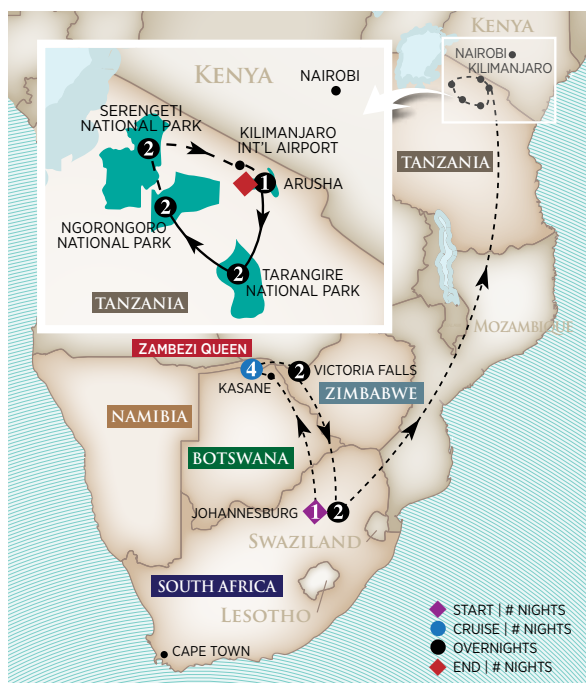 KENYA
NAIROBI
KILIMANJARO
TANZANIA
MOZAMBIQUE
KENYA
NAIROBI
SERENGETI
NATIONAL PARK
2
KILIMANJARO
INT'L AIRPORT
1
ARUSHA
2
NGORONGORO
NATIONAL PARK
2
TARANGIRE
NATIONAL PARK
TANZANIA
ZAMBEZI QUEEN
4
KASANE
2
VICTORIA FALLS
ZIMBABWE
NAMIBIA
BOTSWANA
JOHANNESBURG
1
2
SWAZILAND
SOUTH AFRICA
LESOTHO
CAPE TOWN
START | # NIGHTS
CRUISE | # NIGHTS
OVERNIGHTS
END | # NIGHTS